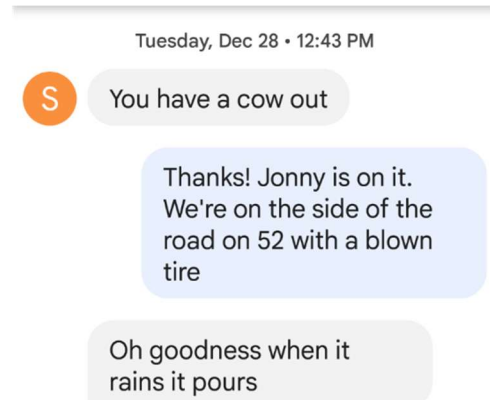 Tuesday, Dec 28 • 12:43 PM
S
You have a cow out
Thanks! Jonny is on it.
We're on the side of the
road on 52 with a blown
tire
Oh goodness when it
rains it pours